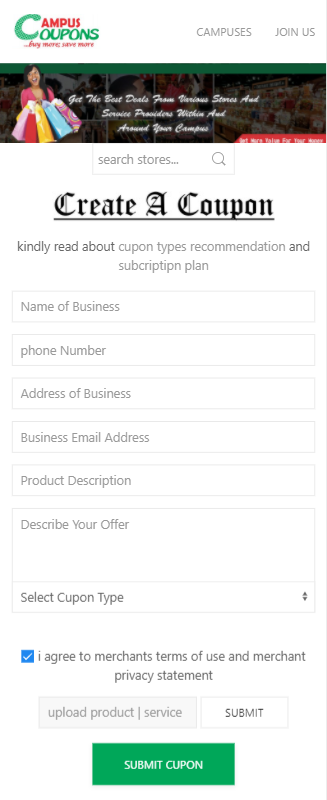 CAMPUS
COUPONS
...buy more; save more
CAMPUSES
JOIN US
Get The Best Deals From Various Stores And
Service Providers Within And
Around Your Campus
Get More Value For Your Money
search stores...
Create A Coupon
kindly read about cupon types recommendation and
subcriptipn plan
Name of Business
phone Number
Address of Business
Business Email Address
Product Description
Describe Your Offer
Select Cupon Type
i agree to merchants terms of use and merchant
privacy statement
upload product | service
SUBMIT
SUBMIT CUPON